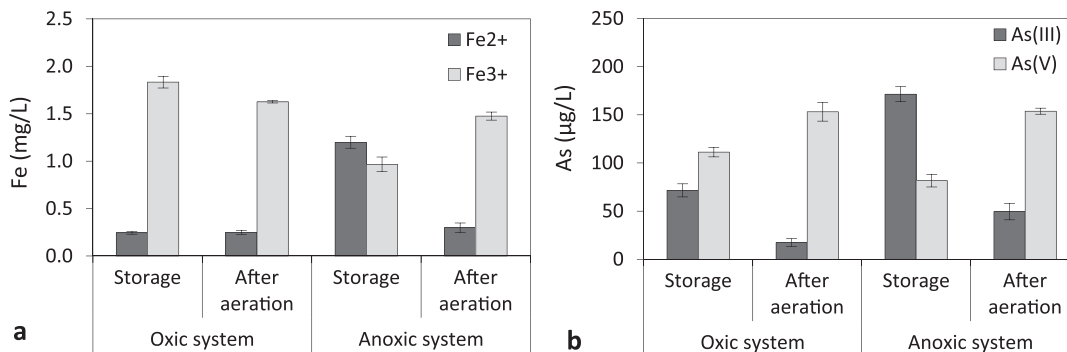 2.5
2.0
1.5
1.0
0.5
0.0
Fe (mg/L)
Fe2+
Fe3+
Storage
After aeration
Storage
After aeration
Oxic system
Anoxic system
a
250
200
150
100
50
0
As (µg/L)
As(III)
As(V)
Storage
After aeration
Storage
After aeration
Oxic system
Anoxic system
b